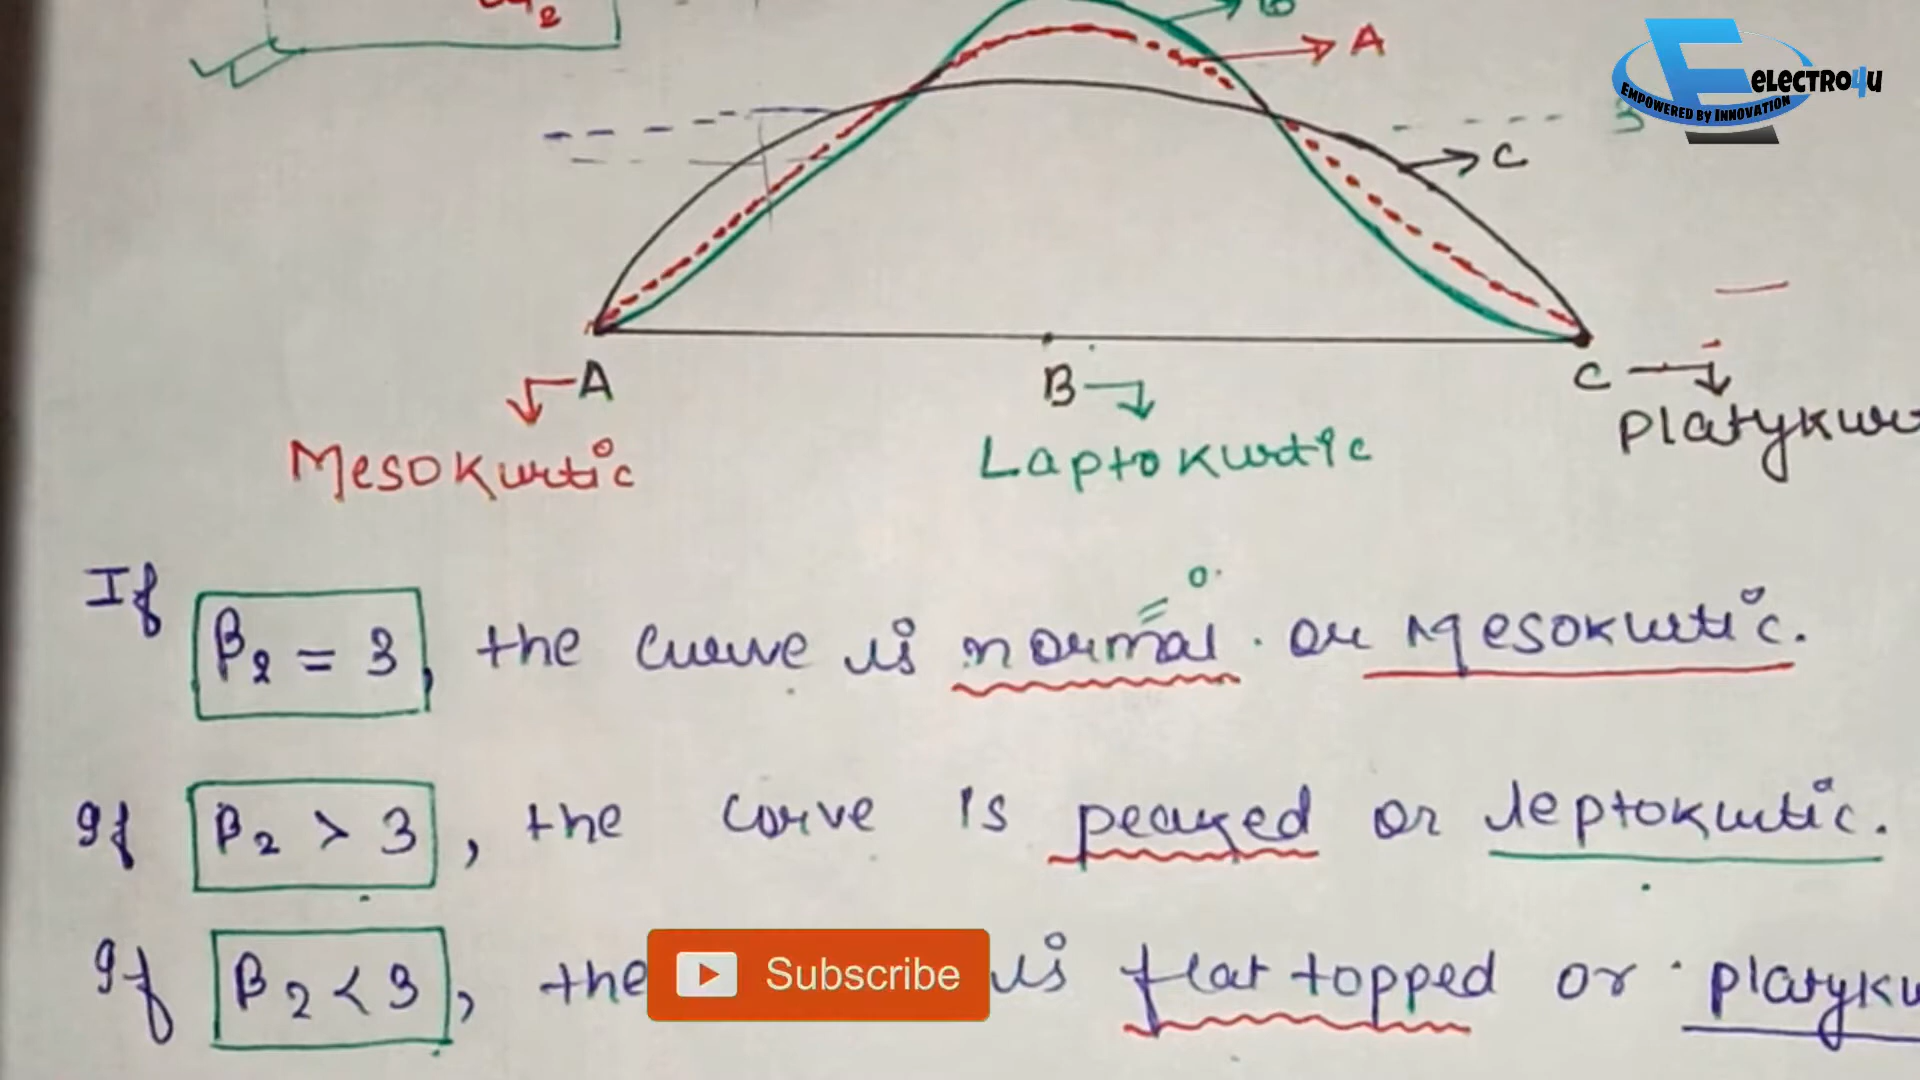 B
A
ELECTRO4U
EMPOWERED BY INNOVATION
3
C
A B C
Platykur
Mesokurtic Laptokurtic
If β2 = 3, the curve is normal. or Mesokurtic.
If β2 > 3, the curve is peaked or leptokurtic.
If β2 < 3, the Subscribe is flat topped or platyku